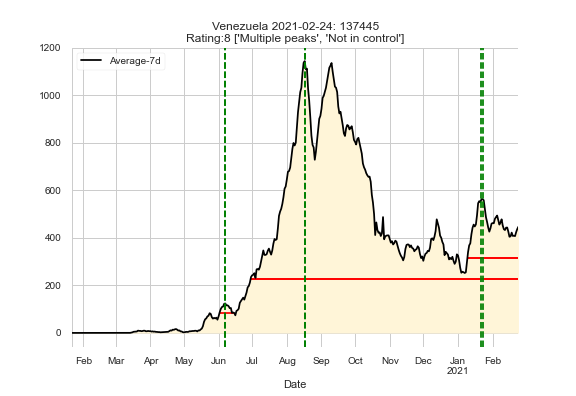 Venezuela 2021-02-24: 137445
Rating:8 ['Multiple peaks', 'Not in control']
Average-7d
1200
1000
800
600
400
200
0
Feb Mar Apr May Jun Jul Aug Sep Oct Nov Dec Jan Feb
2021
Date